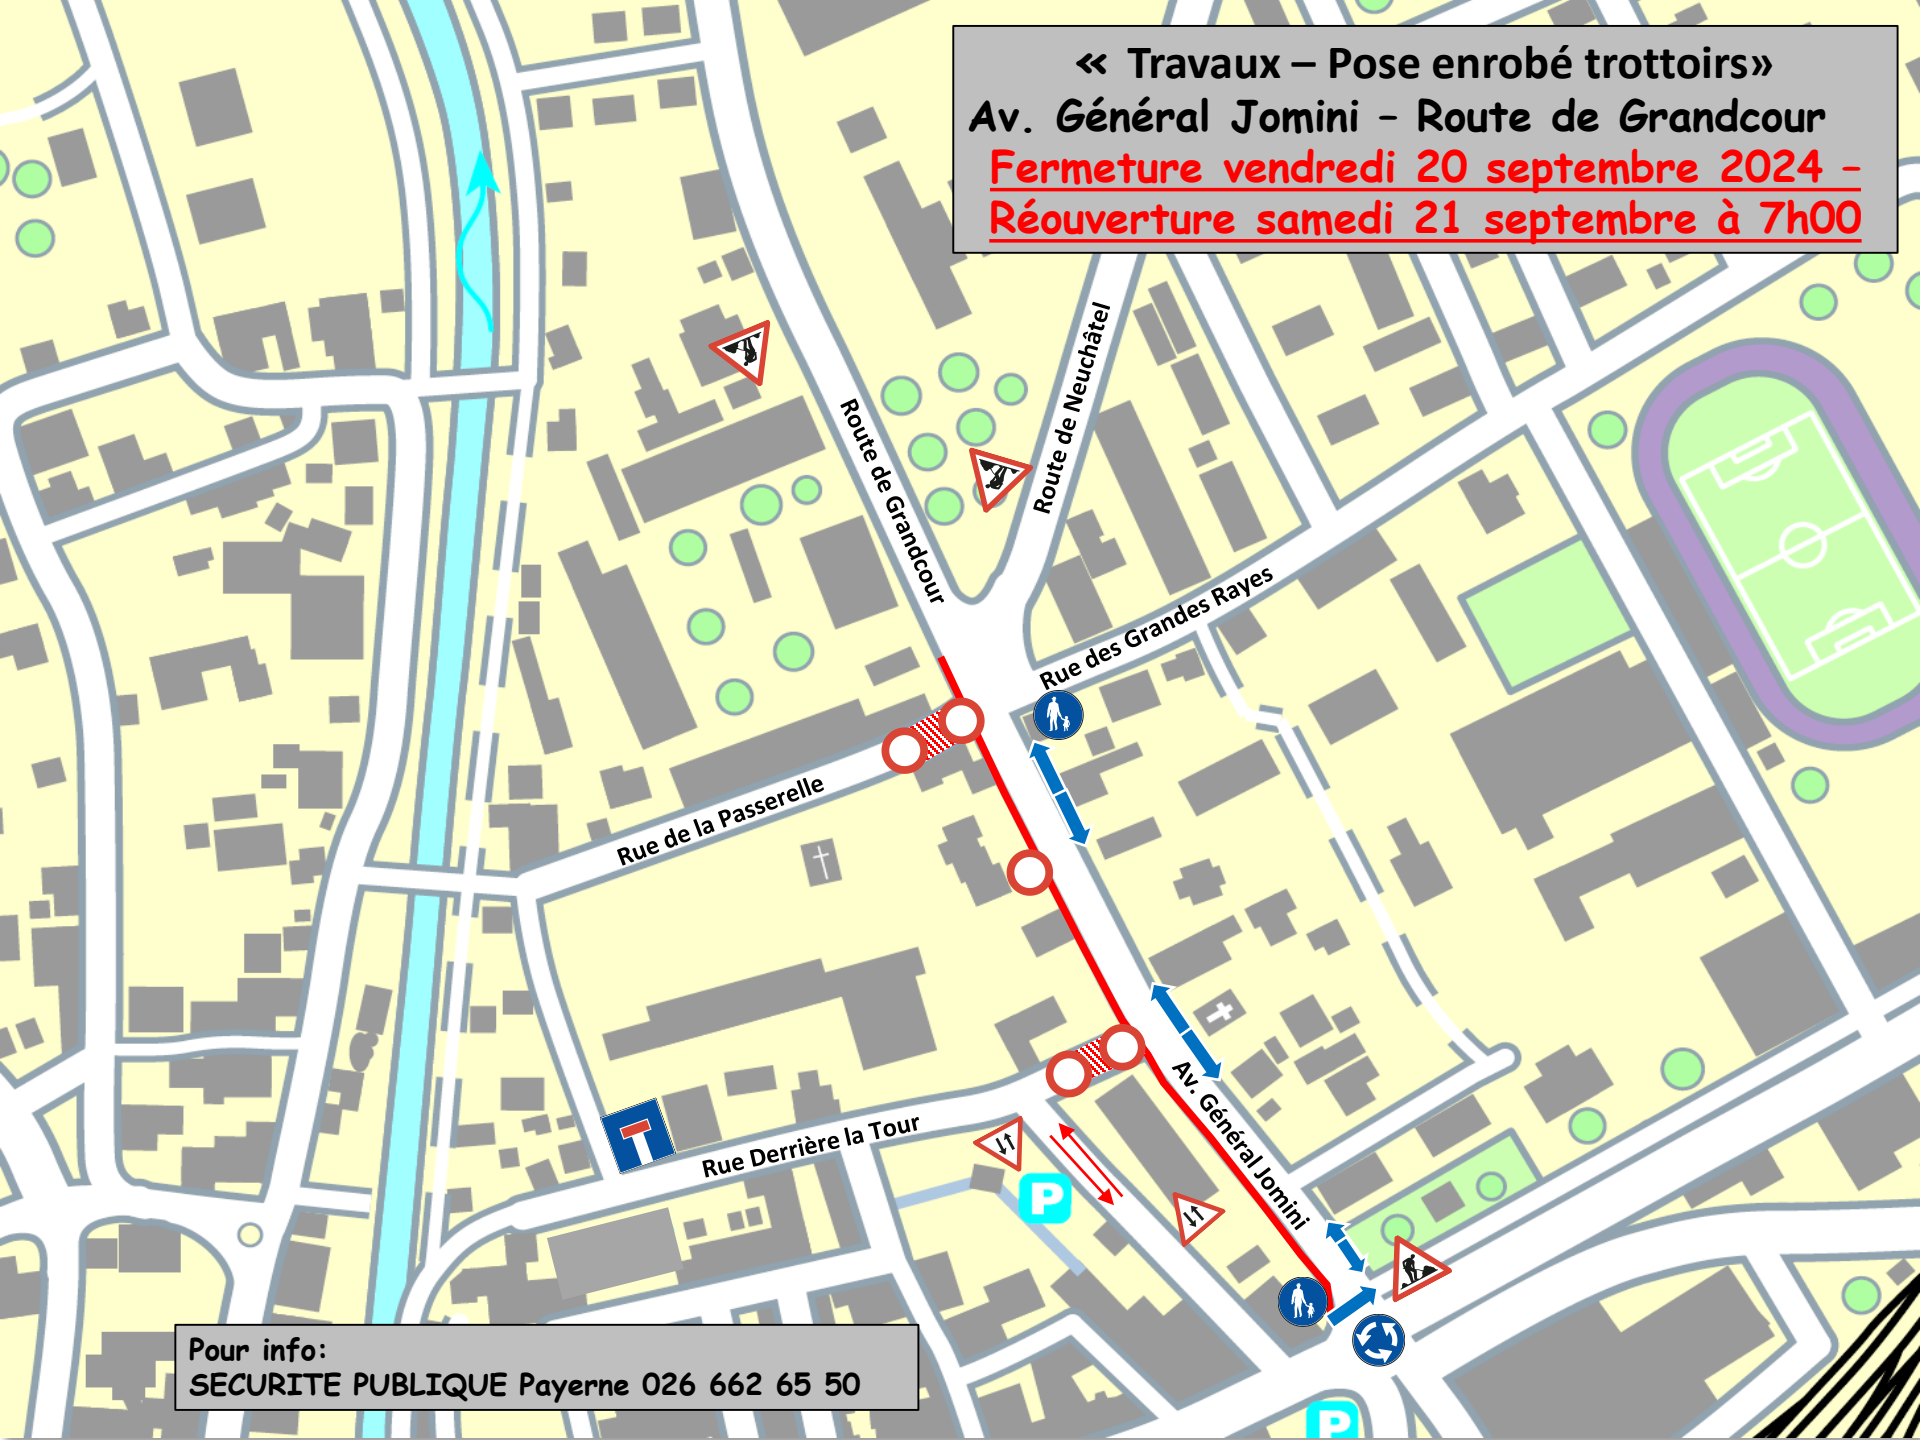 « Travaux – Pose enrobé trottoirs»
Av. Général Jomini – Route de Grandcour
Fermeture vendredi 20 septembre 2024 –
Réouverture samedi 21 septembre à 7h00
Route de Neuchâtel
Route de Grandcour
Rue des Grandes Rayes
Rue de la Passerelle
Av. Général Jomini
Rue Derrière la Tour
P
P
Pour info:
SECURITE PUBLIQUE Payerne 026 662 65 50